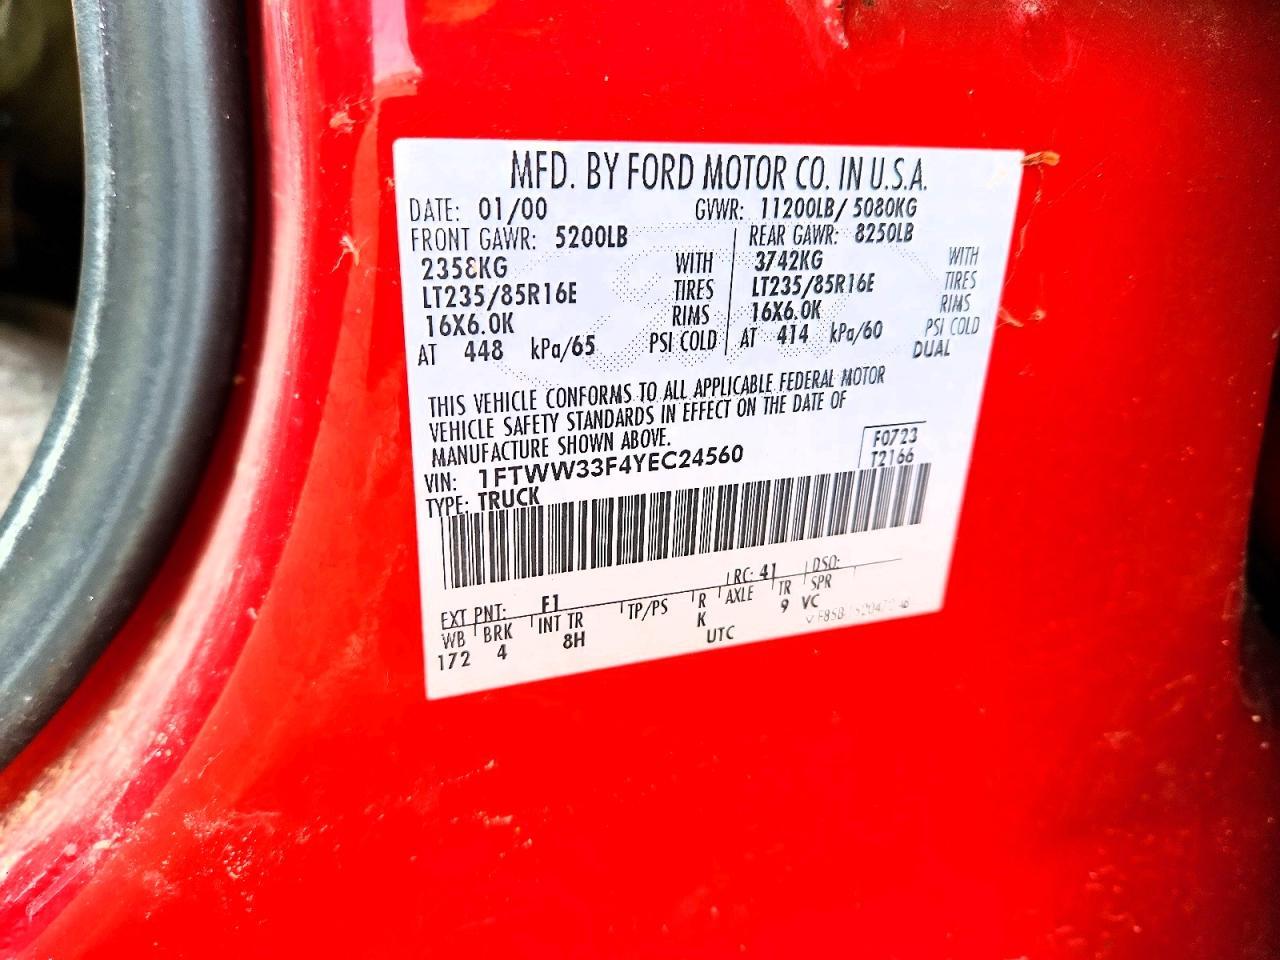 MFD. BY FORD MOTOR CO. IN U.S.A.
DATE: 01/00 GVWR: 11200LB/ 5080KG
FRONT GAWR: 5200LB REAR GAWR: 8250LB
2358KG WITH 3742KG WITH
LT235/85R16E TIRES LT235/85R16E TIRES
16X6.0K RIMS 16X6.0K RIMS
AT 448 kPa/65 PSI COLD AT 414 kPa/60 PSI COLD
DUAL
THIS VEHICLE CONFORMS TO ALL APPLICABLE FEDERAL MOTOR
VEHICLE SAFETY STANDARDS IN EFFECT ON THE DATE OF
MANUFACTURE SHOWN ABOVE.
F0723
VIN: 1FTWW33F4YEC24560 T2166
TYPE: TRUCK
EXT PNT: F1 RC: 41 DSO:
WB BRK INT TR TP/PS R AXLE TR SPR
172 4 8H K UTC 9 VC